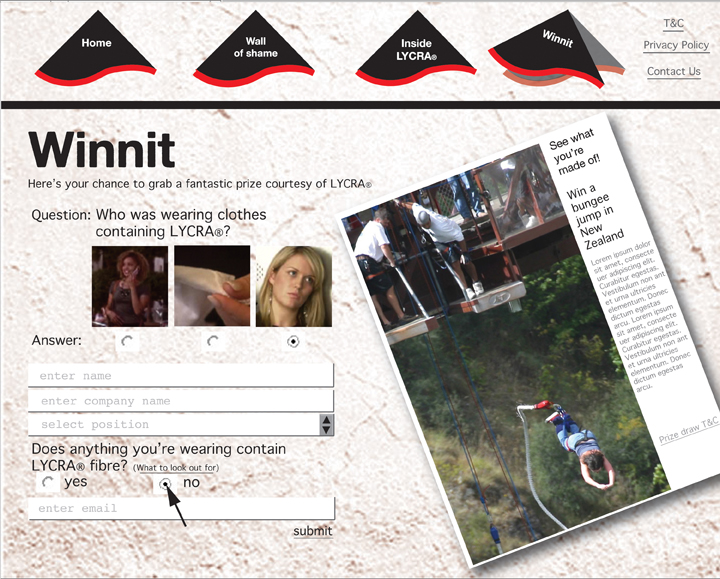 Home
Wall
of shame
Inside
LYCRA®
Winnit
T&C
Privacy Policy
Contact Us
Winnit
Here's your chance to grab a fantastic prize courtesy of LYCRA®
Question: Who was wearing clothes
containing LYCRA®?
Answer:
enter name
enter company name
select position
Does anything you're wearing contain
LYCRA® fibre? (What to look out for)
yes no
enter email
submit
See what
you're
made of!
Win a
bungee
jump in
New
Zealand
Lorem ipsum dolor
sit amet, consecte
uer adipiscing elit.
Curabitur egestas.
Vestibulum non ant
et urna ultricies
elementum. Donec
dictum egestas
arcu. Lorem ipsum
sit amet, consecte
uer adipiscing elit.
Curabitur egestas.
Vestibulum non ant
et urna ultricies
elementum. Donec
dictum egestas
arcu.
Prize draw T&C